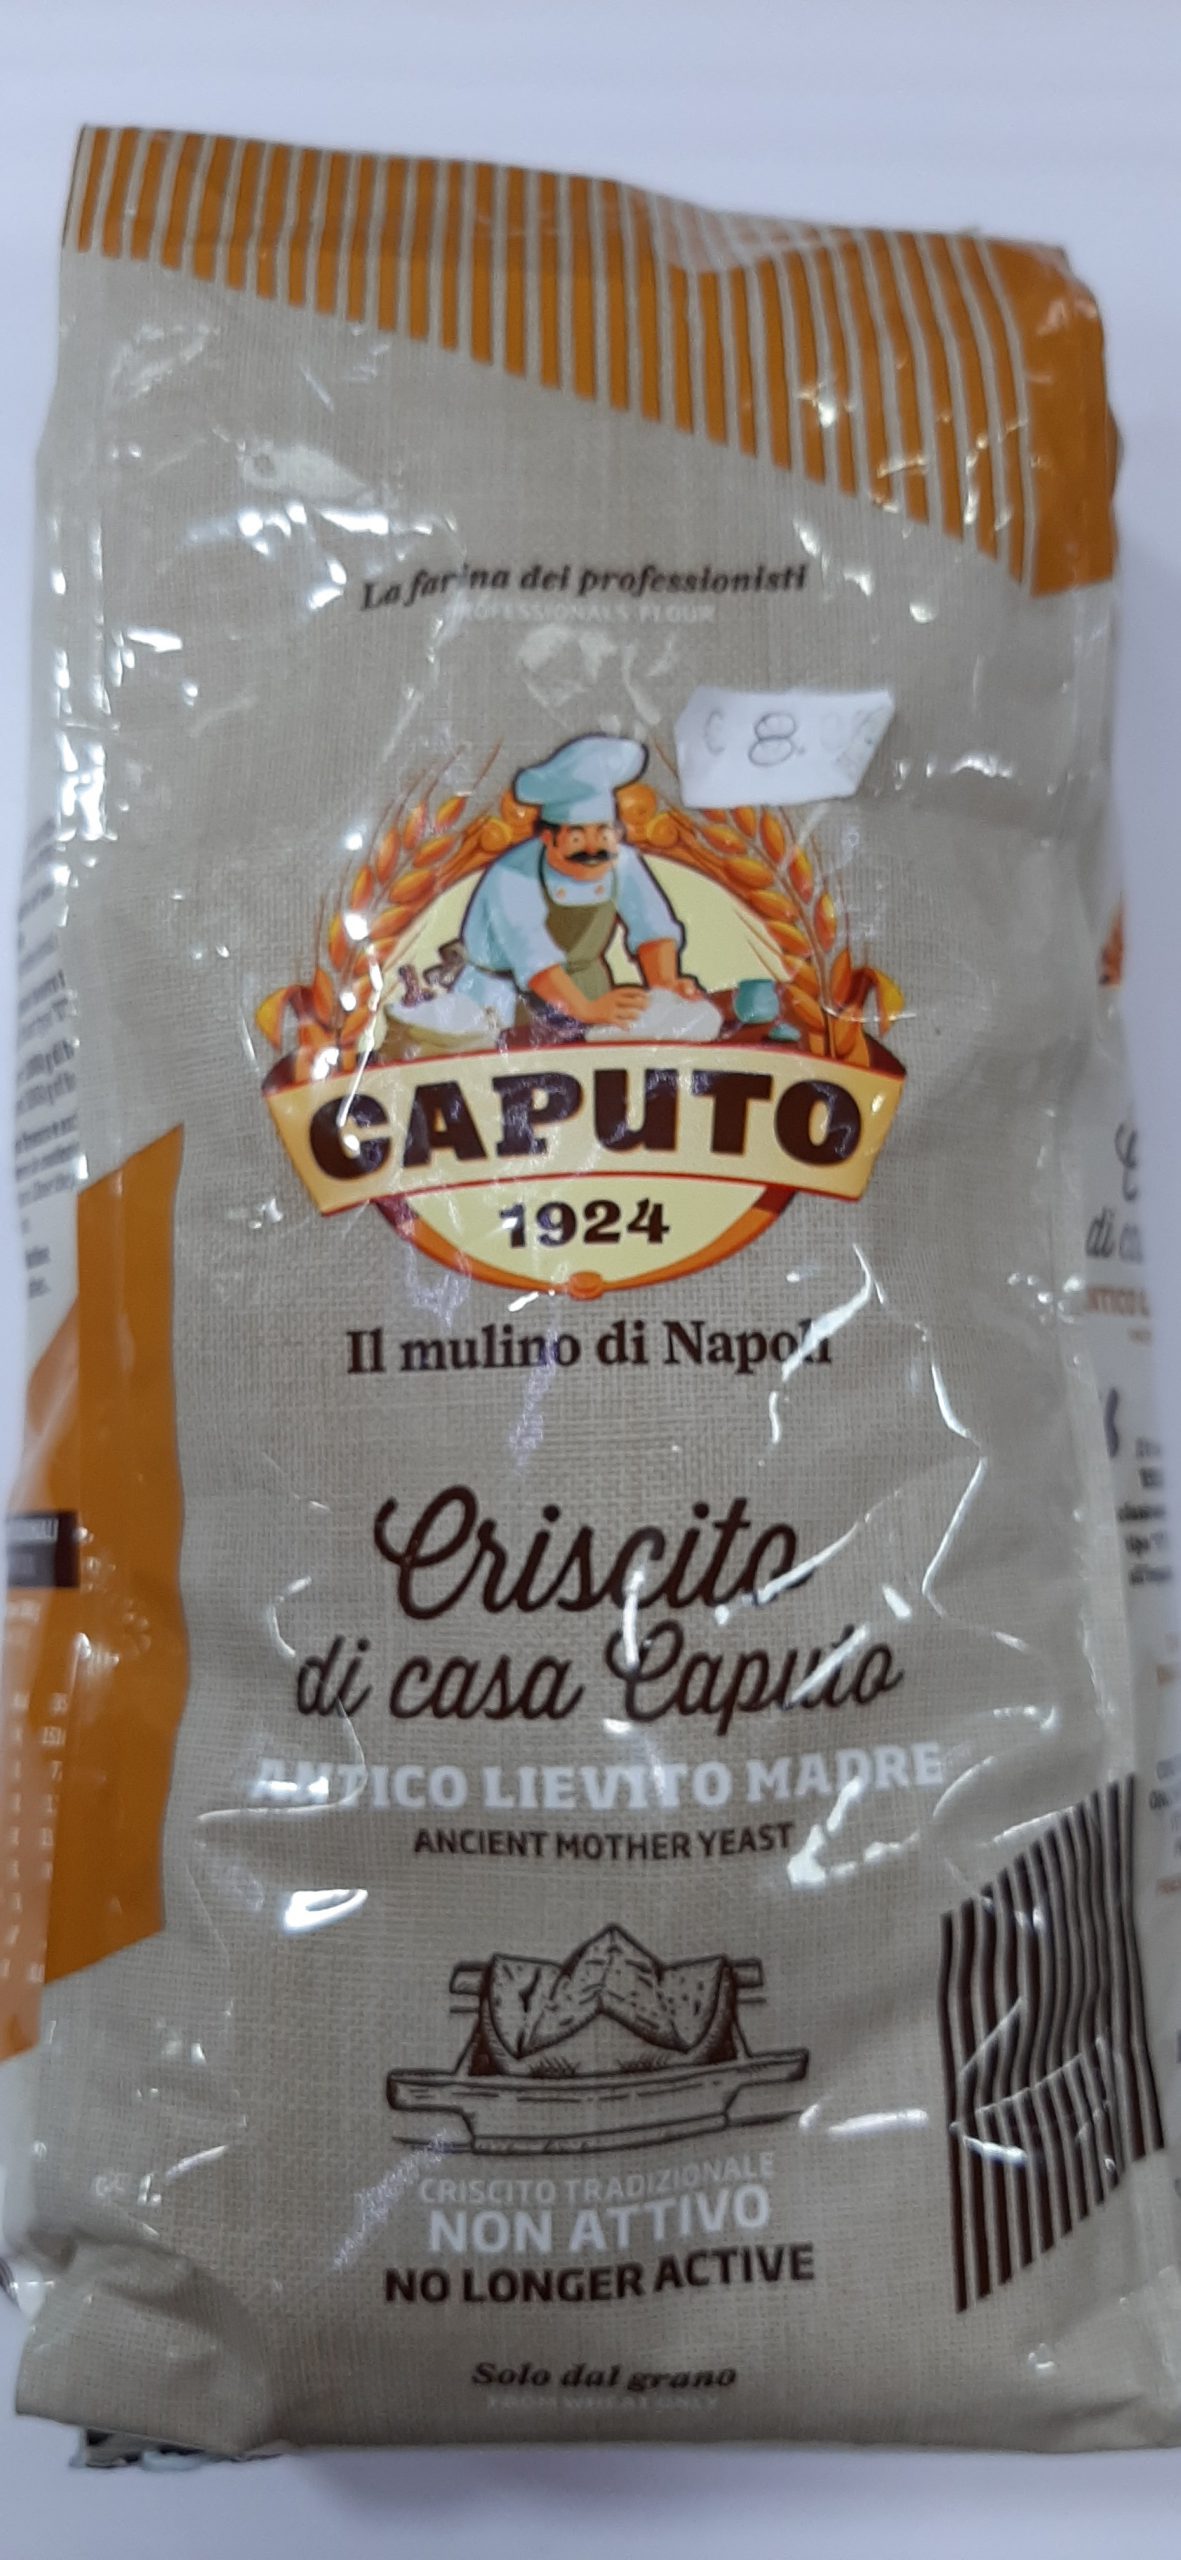 La farina dei professionisti
PROFESSIONALS FLOUR
€ 8.
CAPUTO
1924
Il mulino di Napoli
Criscito
di casa Caputo
ANTICO LIEVITO MADRE
ANCIENT MOTHER YEAST
CRISCITO TRADIZIONALE
NON ATTIVO
NO LONGER ACTIVE
Solo dal grano
FROM WHEAT ONLY